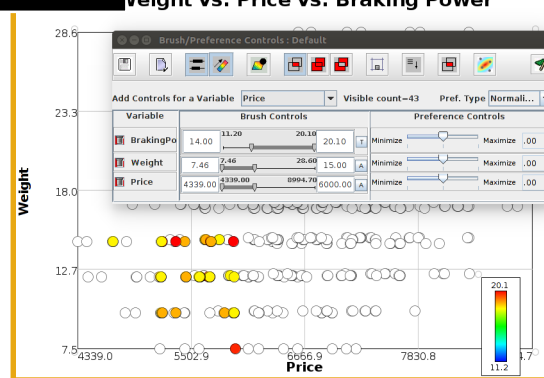 Weight vs. Price vs. Braking Power
Brush/Preference Controls : Default
Add Controls for a Variable Price Visible count=43 Pref. Type Normali...
Variable Brush Controls Preference Controls
BrakingPo 14.00 11.20 20.10 20.10 T Minimize Maximize .00
Weight 7.46 7.46 28.60 15.00 A Minimize Maximize .00
Price 4339.00 4339.00 8994.70 6000.00 A Minimize Maximize .00
28.6
23.3
18.0
12.7
7.5
Weight
4339.0 5502.9 6666.9 7830.8 4.7
Price
20.1
11.2